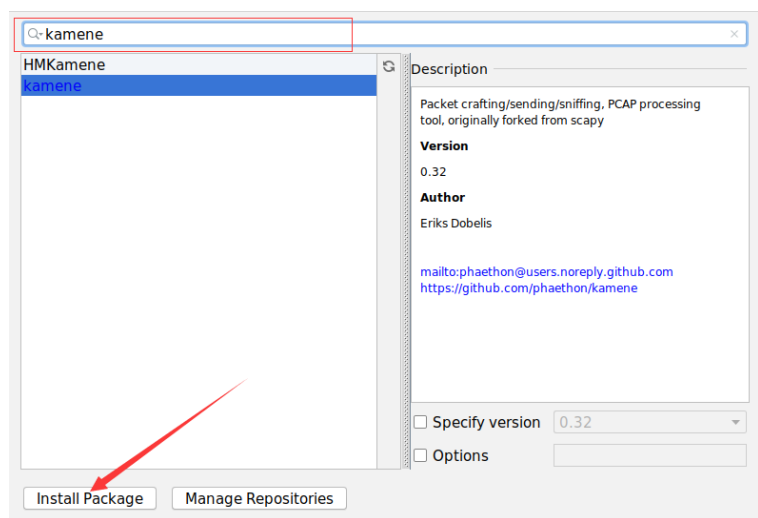 kamene
HMKamene
kamene
Description
Packet crafting/sending/sniffing, PCAP processing
tool, originally forked from scapy
Version
0.32
Author
Eriks Dobelis
mailto:phaethon@users.noreply.github.com
https://github.com/phaethon/kamene
Specify version 0.32
Options
Install Package Manage Repositories